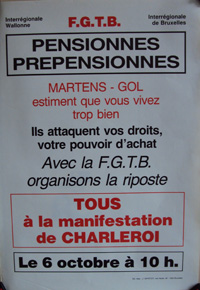 Interrégionale Wallonne
F.G.T.B.
Interrégionale de Bruxelles
PENSIONNES
PREPENSIONNES
MARTENS - GOL
estiment que vous vivez
trop bien
Ils attaquent vos droits,
votre pouvoir d'achat
Avec la F.G.T.B.
organisons la riposte
TOUS
à la manifestation
de CHARLEROI
Le 6 octobre à 10 h.